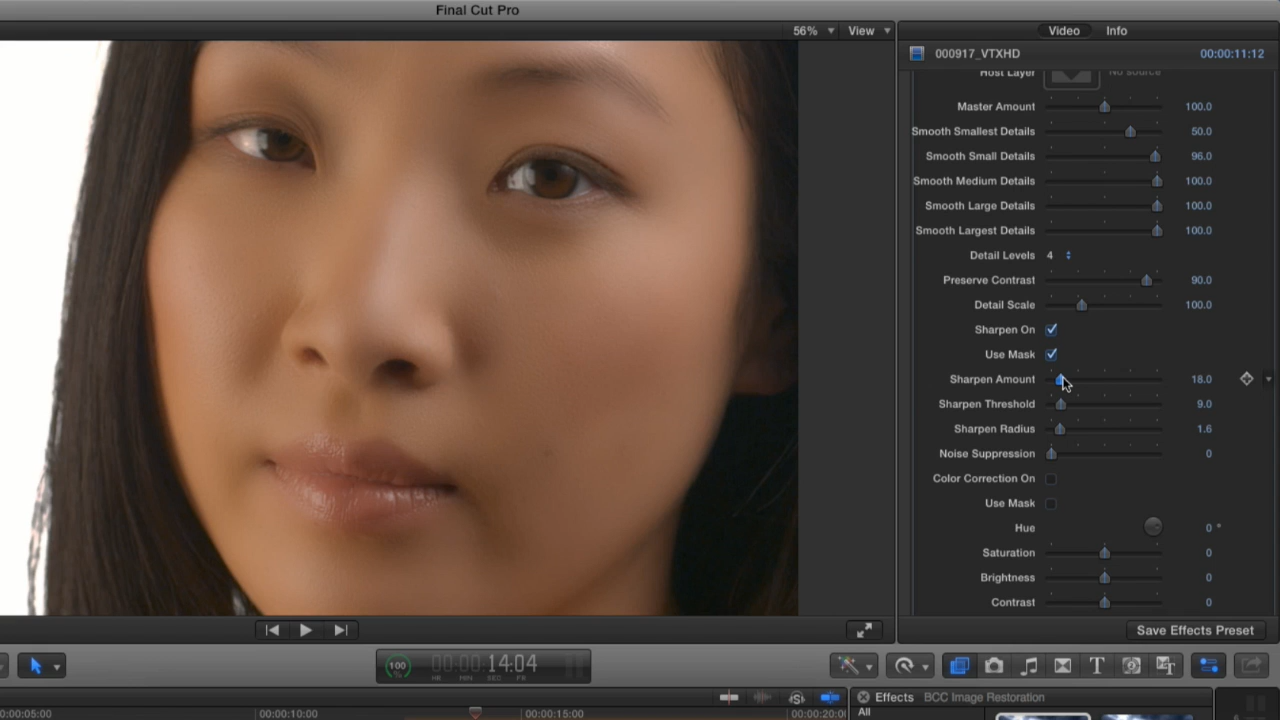 Final Cut Pro
56% View
Video Info
000917_VTXHD 00:00:11:12
Host Layer No source
Master Amount 100.0
Smooth Smallest Details 50.0
Smooth Small Details 96.0
Smooth Medium Details 100.0
Smooth Large Details 100.0
Smooth Largest Details 100.0
Detail Levels 4
Preserve Contrast 90.0
Detail Scale 100.0
Sharpen On
Use Mask
Sharpen Amount 18.0
Sharpen Threshold 9.0
Sharpen Radius 1.6
Noise Suppression 0
Color Correction On
Use Mask
Hue 0 °
Saturation 0
Brightness 0
Contrast 0
Save Effects Preset
100 % 00:00:14:04
HR MIN SEC FR
T
S
Effects BCC Image Restoration
All
00:00:05:00 00:00:10:00 00:00:15:00 00:00:20:0